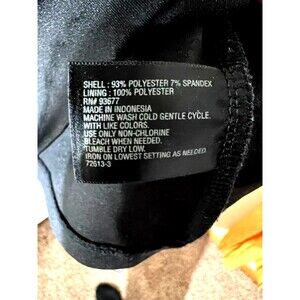 SHELL : 93% POLYESTER 7% SPANDEX
LINING : 100% POLYESTER
RN# 93677
MADE IN INDONESIA
MACHINE WASH COLD GENTLE CYCLE.
WITH LIKE COLORS.
USE ONLY NON-CHLORINE
BLEACH WHEN NEEDED.
TUMBLE DRY LOW.
IRON ON LOWEST SETTING AS NEEDED.
72613-3